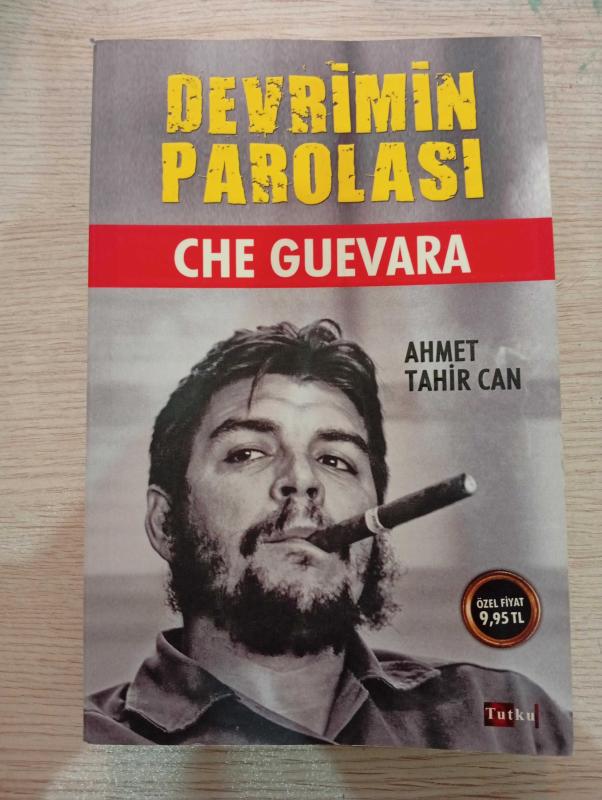 DEVRİMİN
PAROLASI
CHE GUEVARA
AHMET
TAHİR CAN
ÖZEL FİYAT
9,95 TL
Tutku